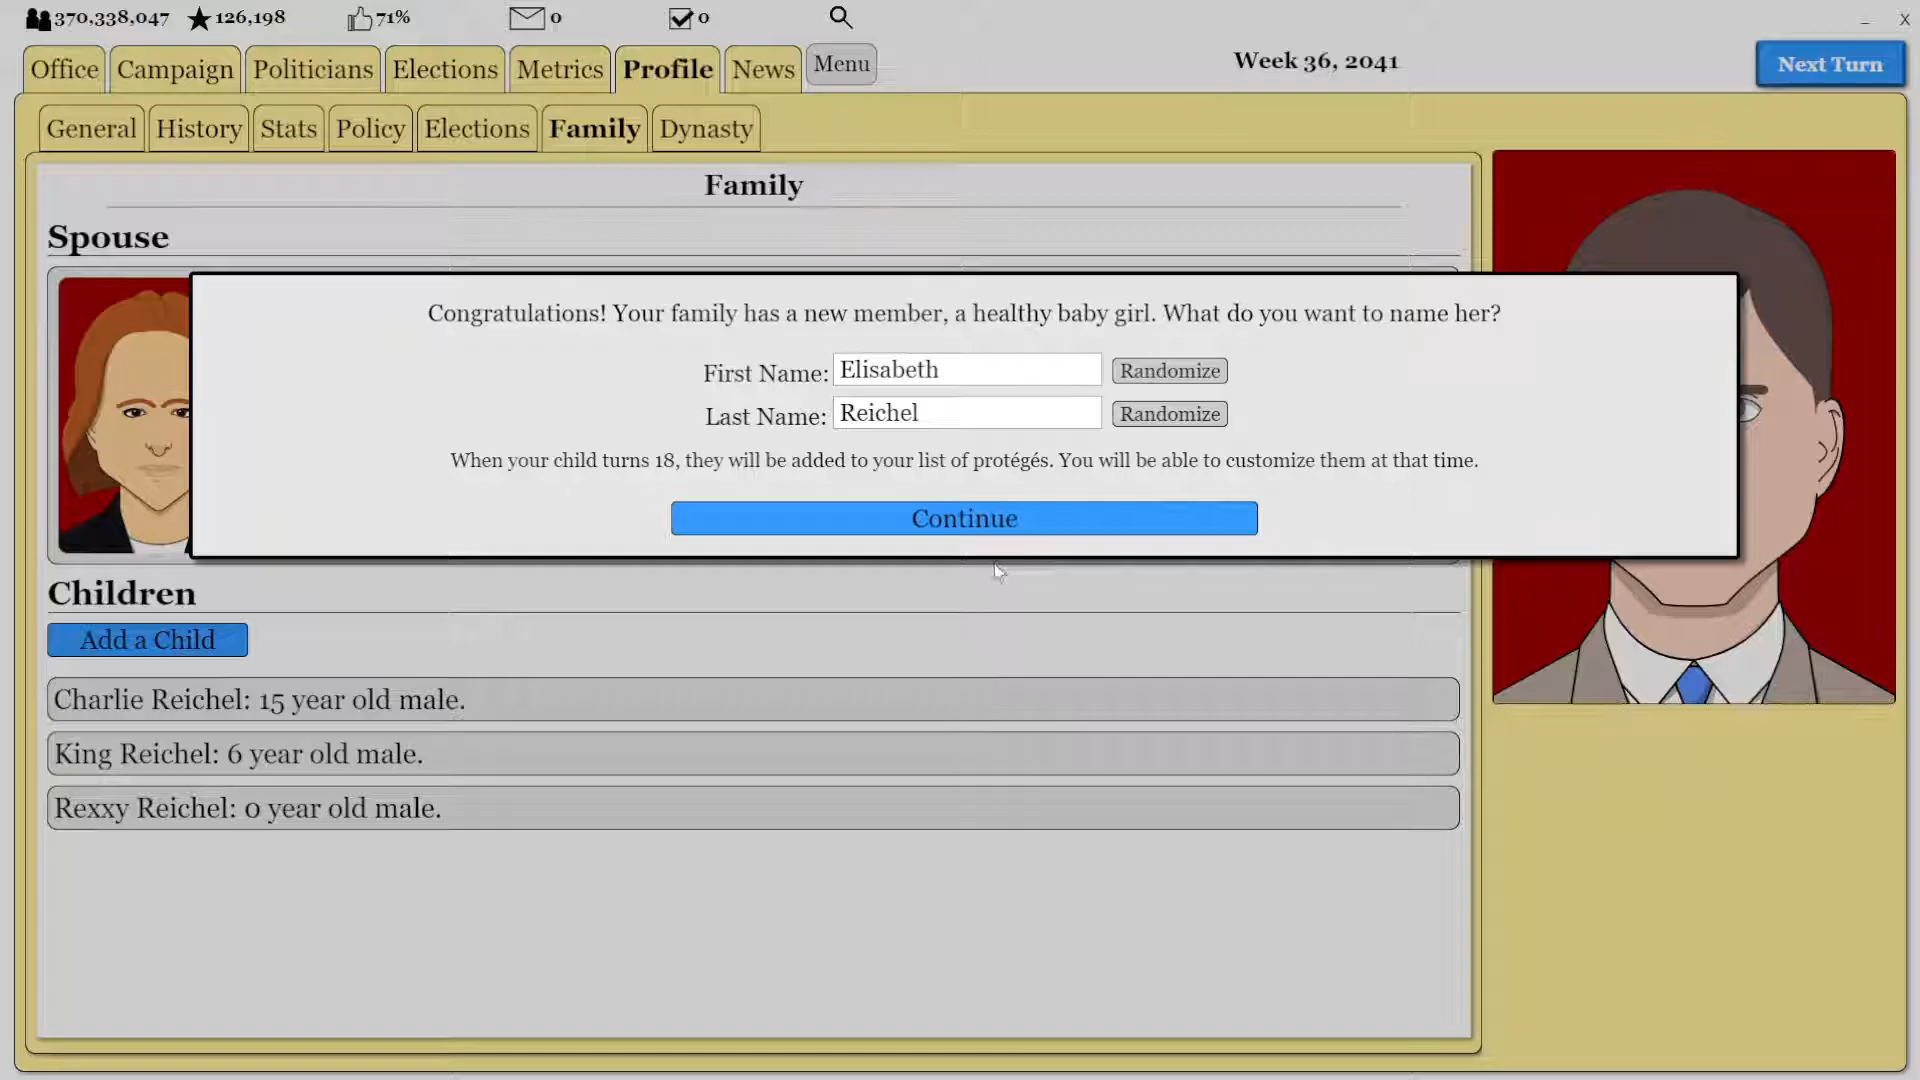 370,338,047 126,198 71% 0 0
_ X
Office Campaign Politicians Elections Metrics Profile News Menu
Week 36, 2041
Next Turn
General History Stats Policy Elections Family Dynasty
Family
Spouse
Congratulations! Your family has a new member, a healthy baby girl. What do you want to name her?
First Name: Elisabeth Randomize
Last Name: Reichel Randomize
When your child turns 18, they will be added to your list of protégés. You will be able to customize them at that time.
Continue
Children
Add a Child
Charlie Reichel: 15 year old male.
King Reichel: 6 year old male.
Rexxy Reichel: 0 year old male.